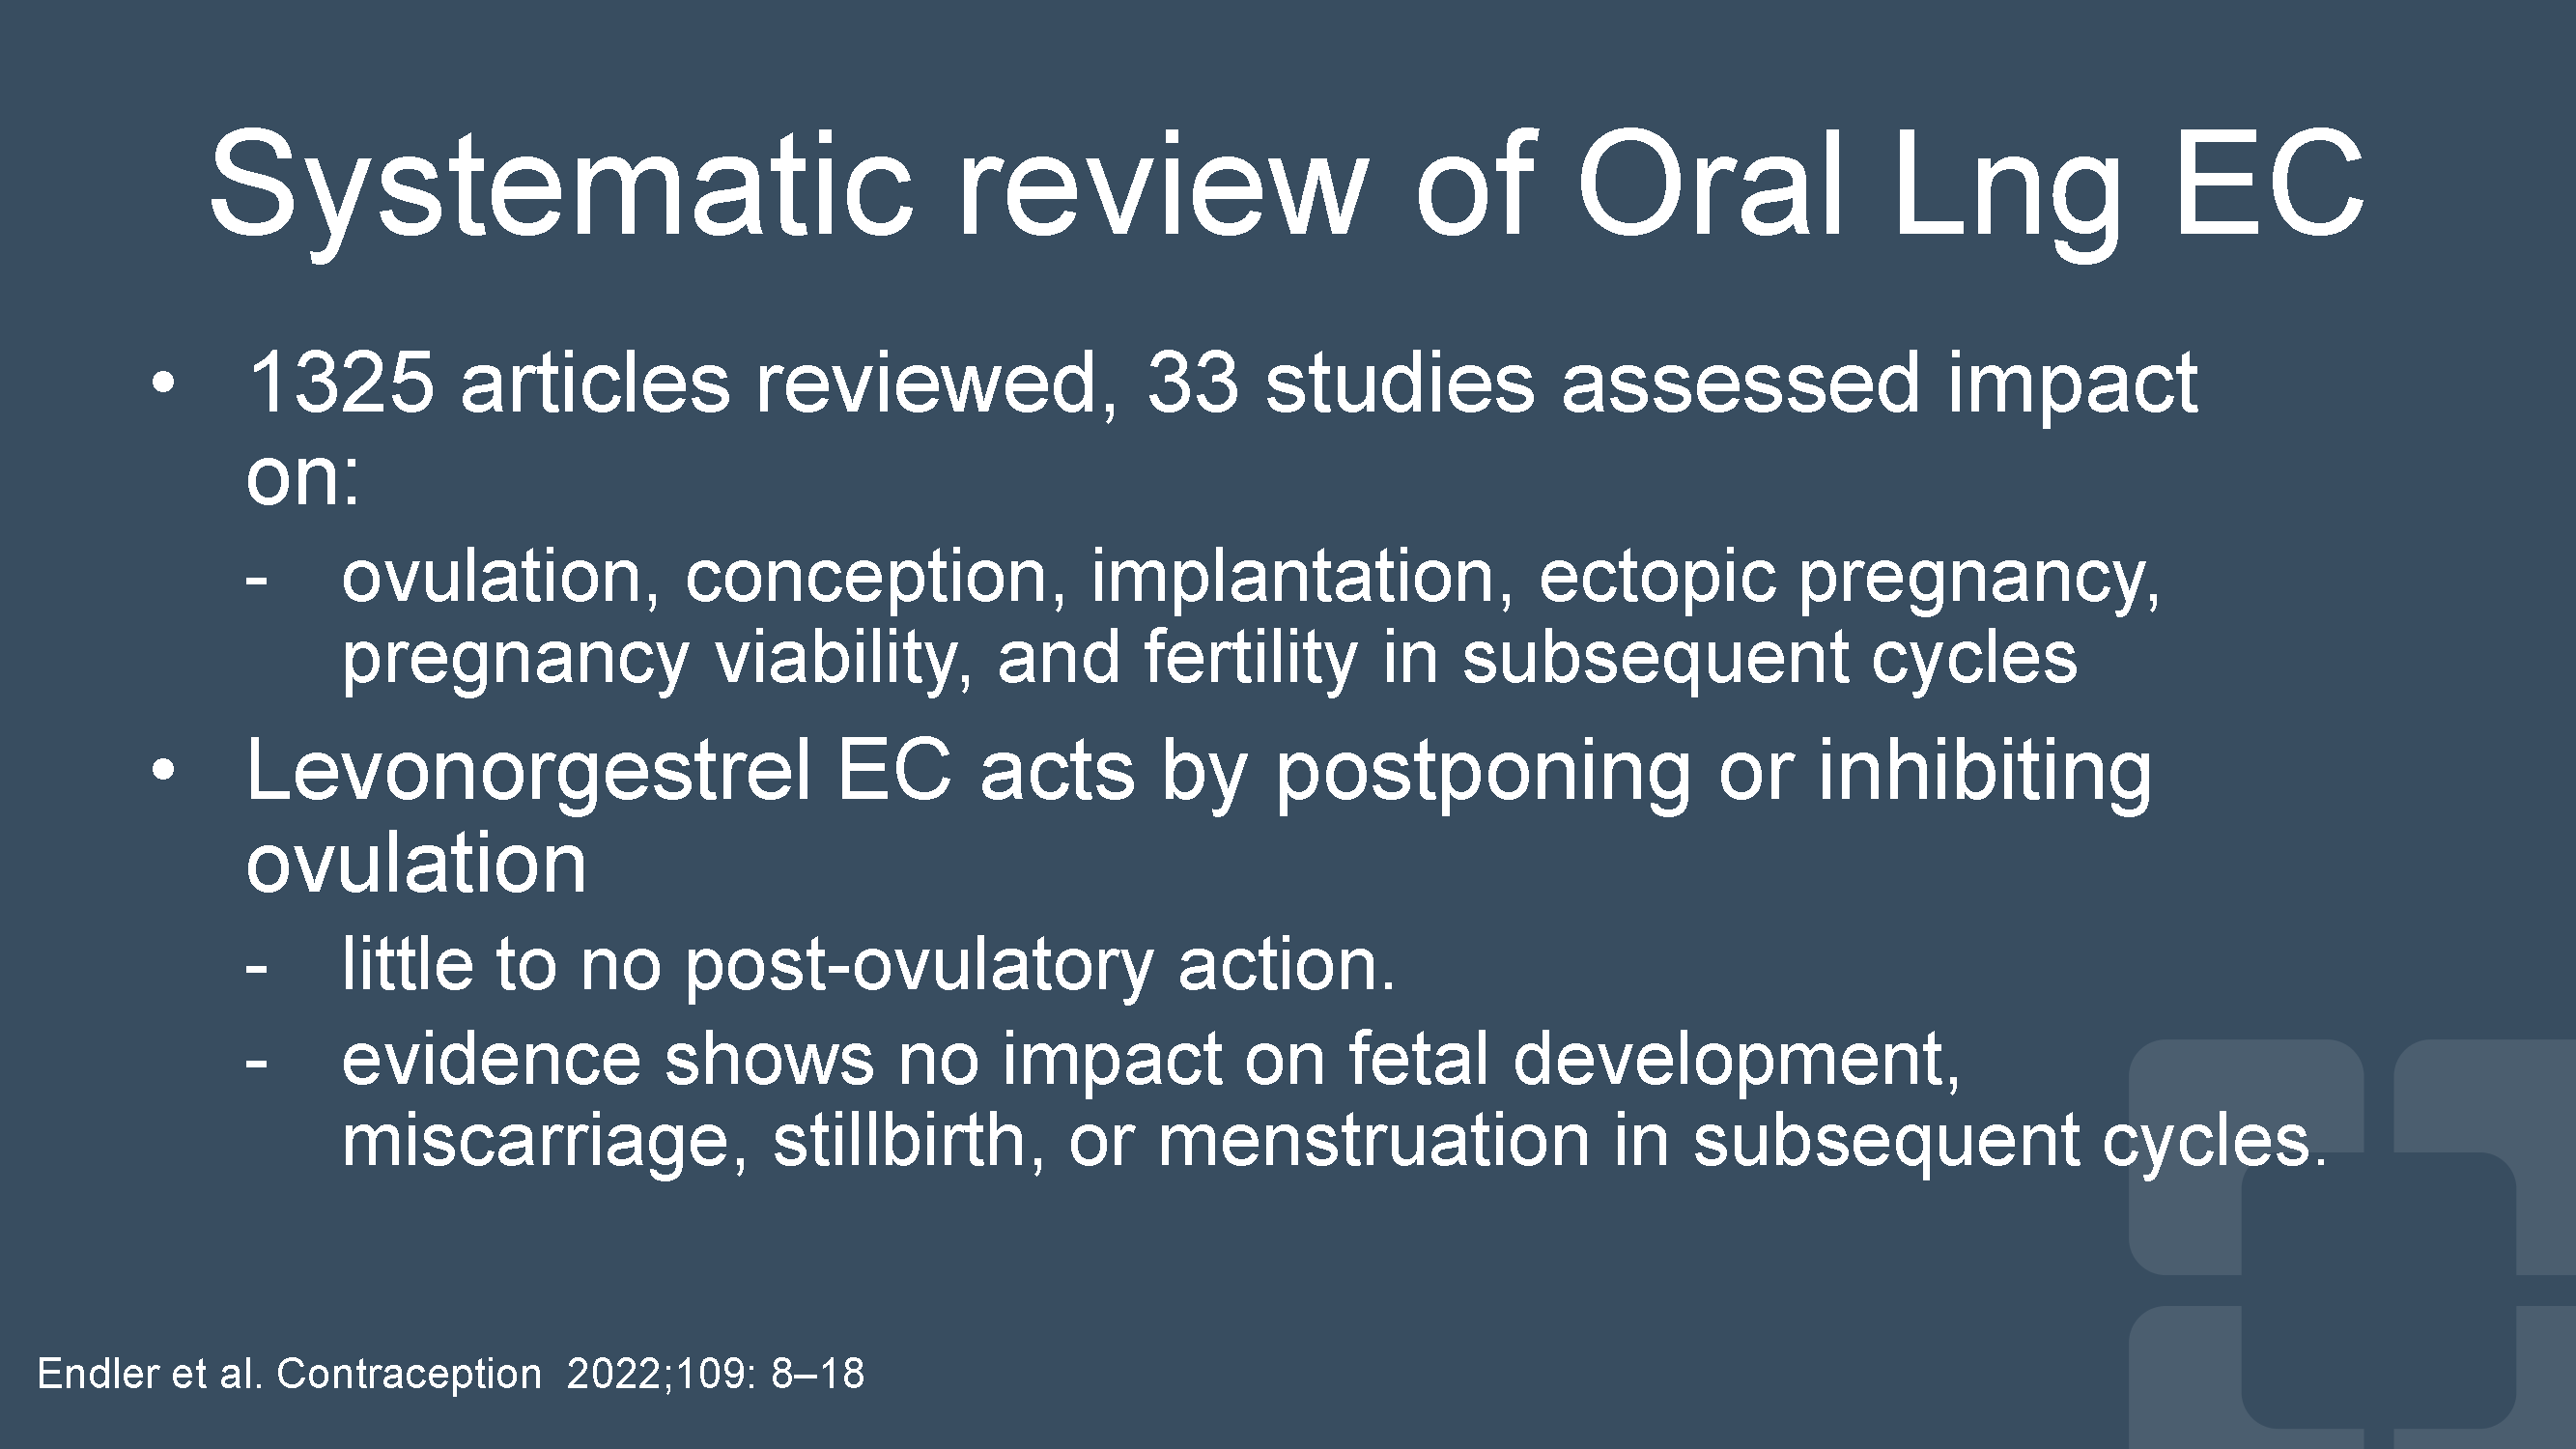 Systematic review of Oral Lng EC
• 1325 articles reviewed, 33 studies assessed impact
on:
- ovulation, conception, implantation, ectopic pregnancy,
pregnancy viability, and fertility in subsequent cycles
• Levonorgestrel EC acts by postponing or inhibiting
ovulation
- little to no post-ovulatory action.
- evidence shows no impact on fetal development,
miscarriage, stillbirth, or menstruation in subsequent cycles.
Endler et al. Contraception 2022;109: 8–18